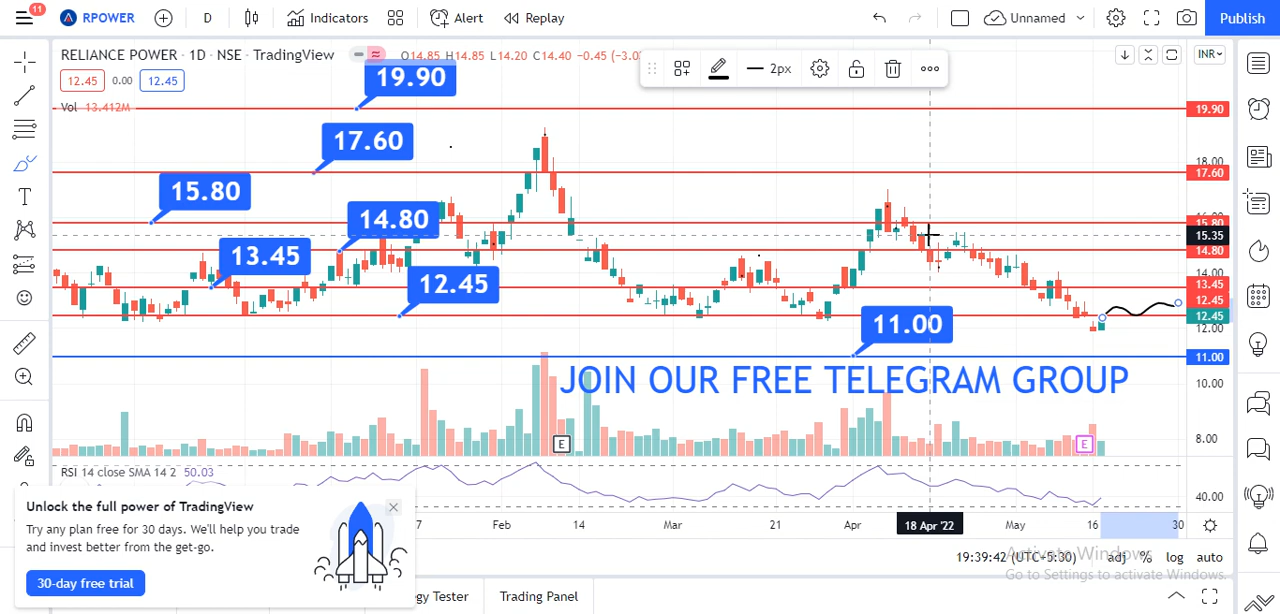 11
RPOWER
D
Indicators
Alert
Replay
Unnamed
Publish
RELIANCE POWER · 1D · NSE · TradingView
O14.85 H14.85 L14.20 C14.40 −0.45 (−3.0
2px
INR
12.45 0.00 12.45
Vol 13.412M
19.90
19.90
17.60
18.00
17.60
15.80
15.80
15.35
14.80
14.80
14.00
13.45
13.45
12.45
12.45
12.45
12.00
11.00
11.00
JOIN OUR FREE TELEGRAM GROUP
10.00
8.00
E
E
RSI 14 close SMA 14 2 50.03
40.00
7
Feb
14
Mar
21
Apr
18 Apr '22
May
16
30
Unlock the full power of TradingView
Try any plan free for 30 days. We'll help you trade
and invest better from the get-go.
30-day free trial
19:39:42 (UTC+5:30)
adj
%
log
auto
Activate Windows
Go to Settings to activate Windows.
gy Tester
Trading Panel